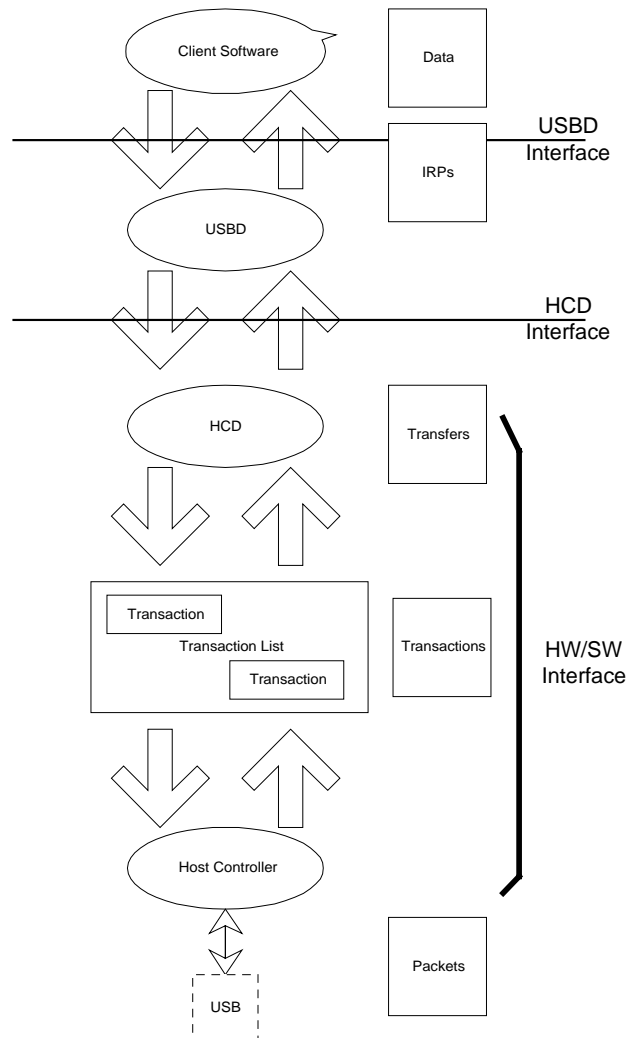 Client Software
Data
USBD
Interface
IRPs
USBD
HCD
Interface
HCD
Transfers
Transaction
Transaction List
Transaction
Transactions
HW/SW
Interface
Host Controller
Packets
USB